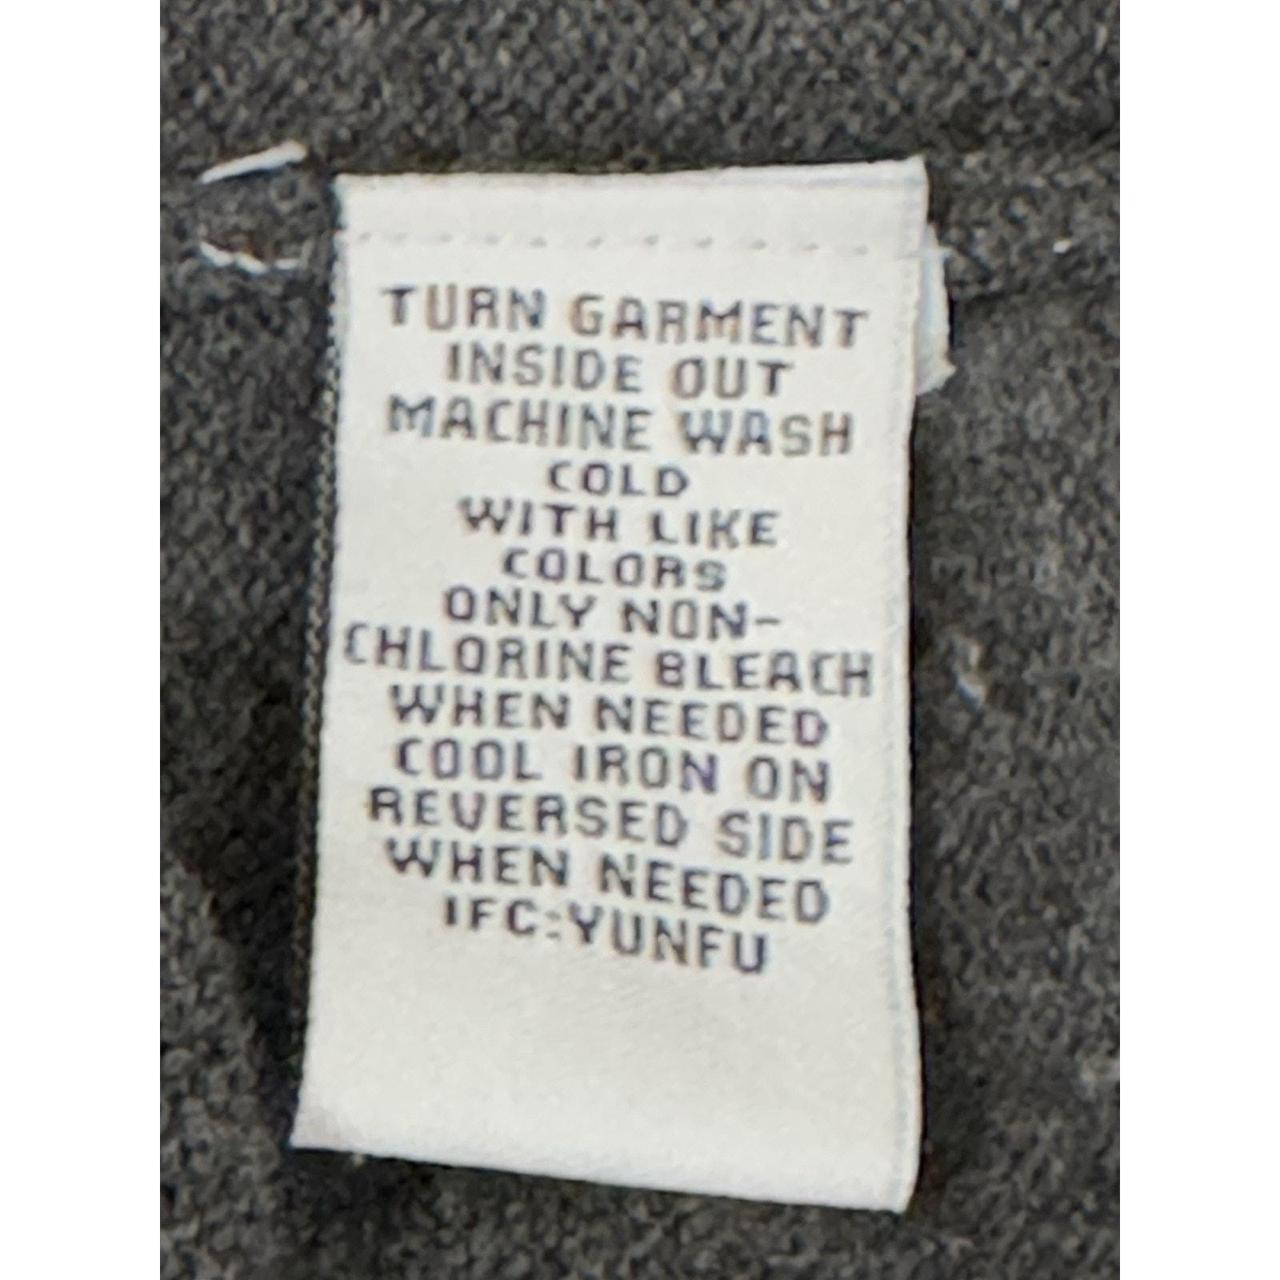 TURN GARMENT
INSIDE OUT
MACHINE WASH
COLD
WITH LIKE
COLORS
ONLY NON-
CHLORINE BLEACH
WHEN NEEDED
COOL IRON ON
REVERSED SIDE
WHEN NEEDED
IFC:YUNFU